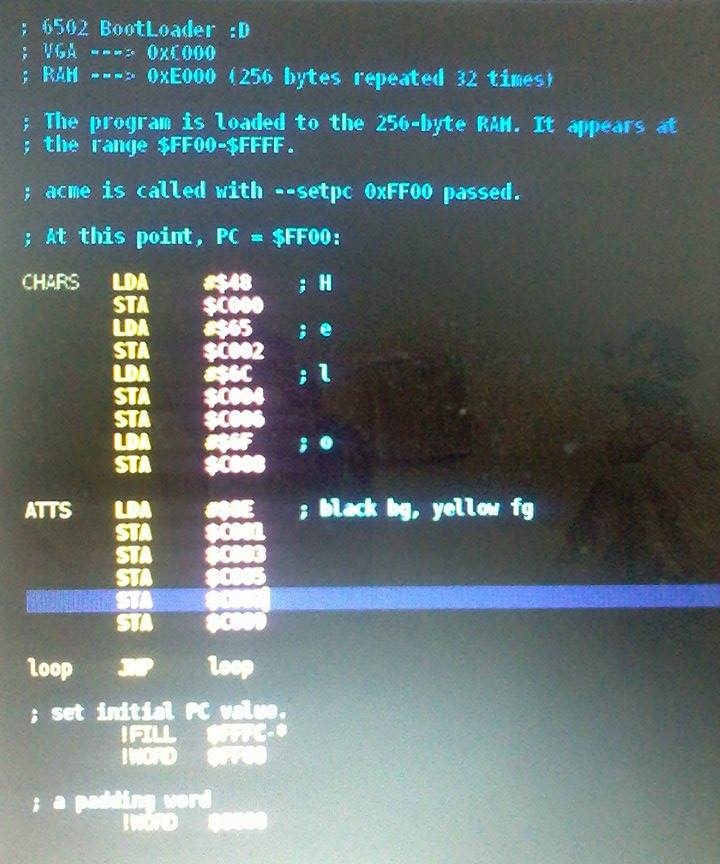 ; 6502 BootLoader :D
; VGA ---> 0xC000
; RAM ---> 0xE000 (256 bytes repeated 32 times)
; The program is loaded to the 256-byte RAM. It appears at
; the range $FF00-$FFFF.
; acme is called with --setpc 0xFF00 passed.
; At this point, PC = $FF00:
CHARS LDA #$48 ; H
STA $C000
LDA #$65 ; e
STA $C002
LDA #$6C ; l
STA $C004
STA $C006
LDA #$6F ; o
STA $C008
ATTS LDA #$0E ; black bg, yellow fg
STA $C001
STA $C003
STA $C005
STA
STA $C009
loop JMP loop
; set initial PC value.
!FILL $FFFC-*
!WORD $FF00
; a padding word
!WORD $0000